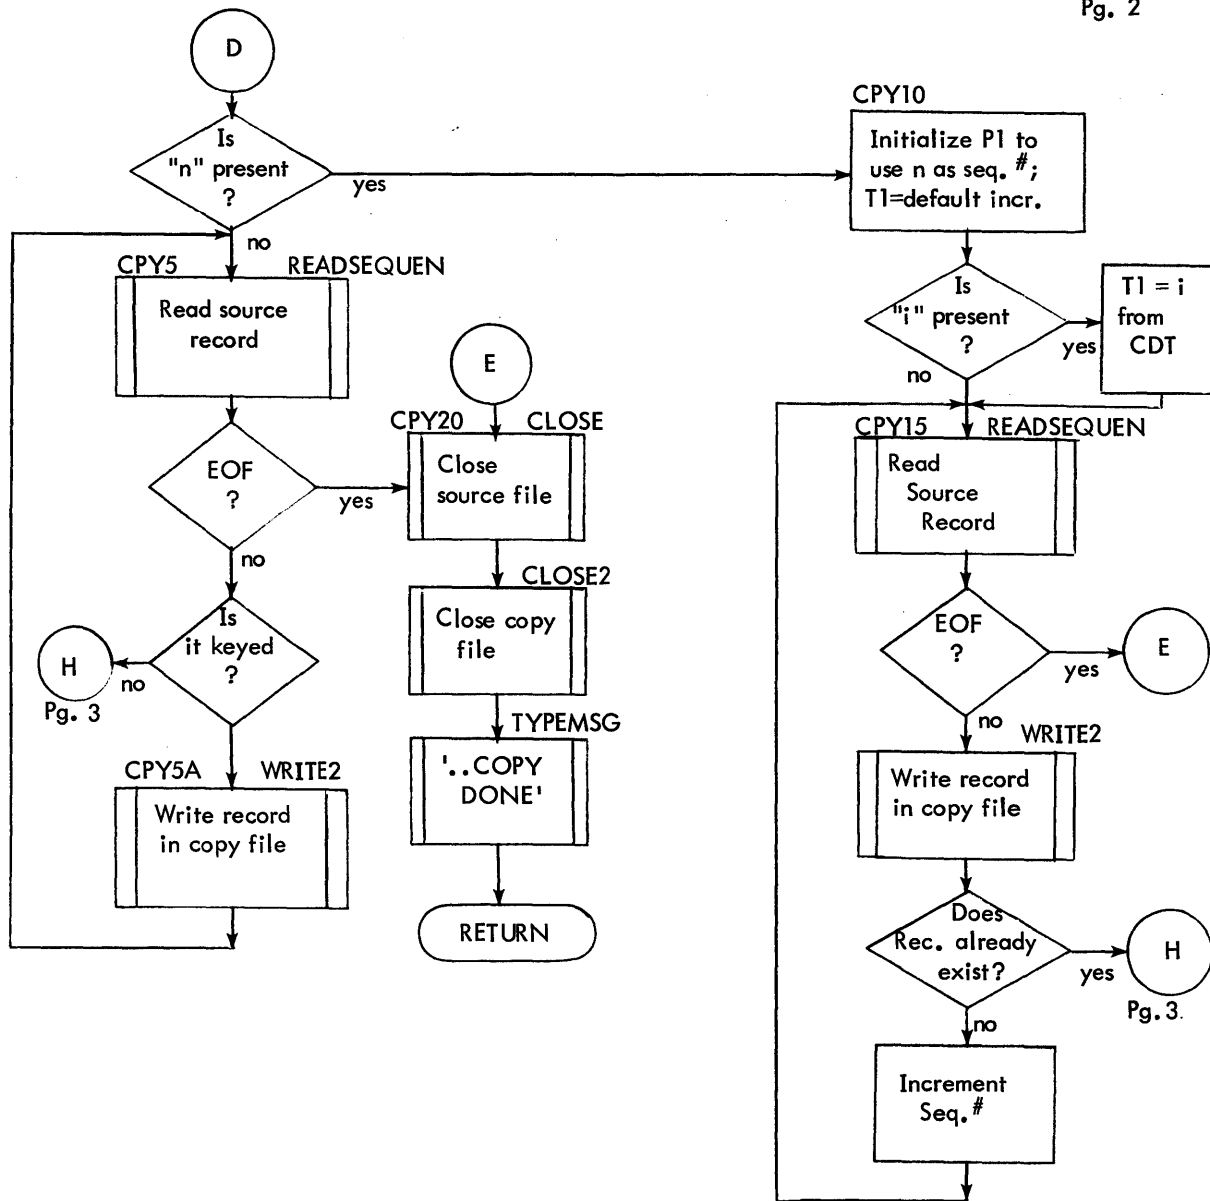 Pg. 2
D
Is
"n" present
?
yes
no
CPY5 READSEQUEN
Read source
record
EOF
?
yes
no
Is
it keyed
?
no
H
Pg. 3
CPY5A WRITE2
Write record
in copy file
E
CPY20 CLOSE
Close
source file
CLOSE2
Close copy
file
TYPEMSG
'..COPY
DONE'
RETURN
CPY10
Initialize P1 to
use n as seq. #;
T1=default incr.
Is
"i" present
?
yes
no
T1 = i
from
CDT
CPY15 READSEQUEN
Read
Source
Record
EOF
?
yes
E
no
WRITE2
Write record
in copy file
Does
Rec. already
exist?
yes
H
Pg. 3.
no
Increment
Seq. #